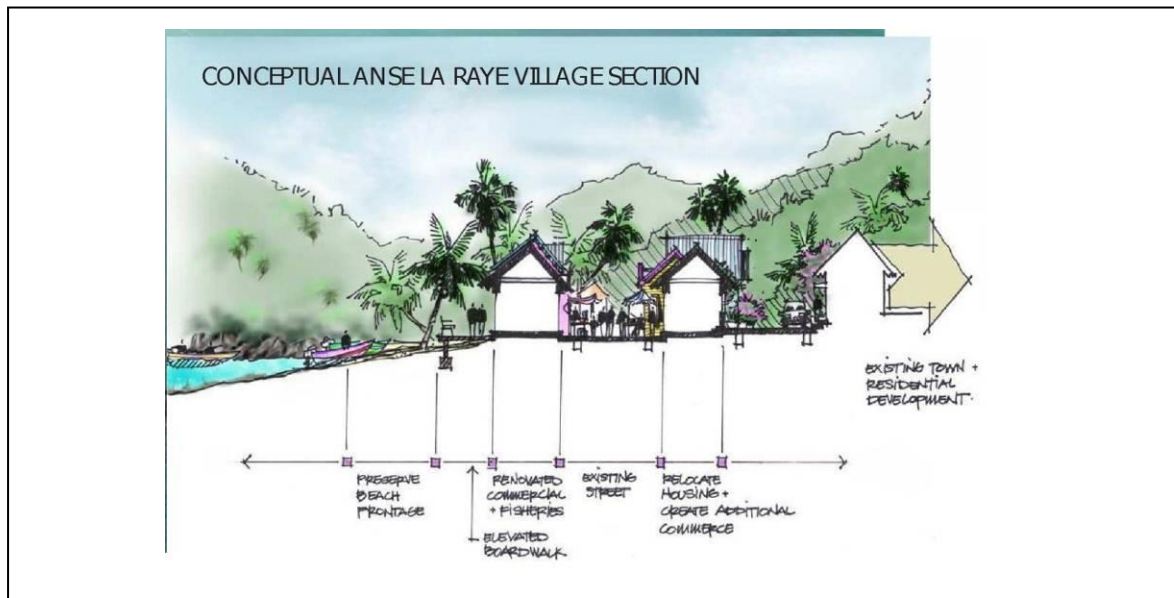 CONCEPTUAL ANSE LA RAYE VILLAGE SECTION
EXISTING TOWN +
RESIDENTIAL
DEVELOPMENT.
PRESERVE
BEACH
FRONTAGE
ELEVATED
BOARDWALK
RENOVATED
COMMERCIAL
+ FISHERIES
EXISTING
STREET
RELOCATE
HOUSING +
CREATE ADDITIONAL
COMMERCE